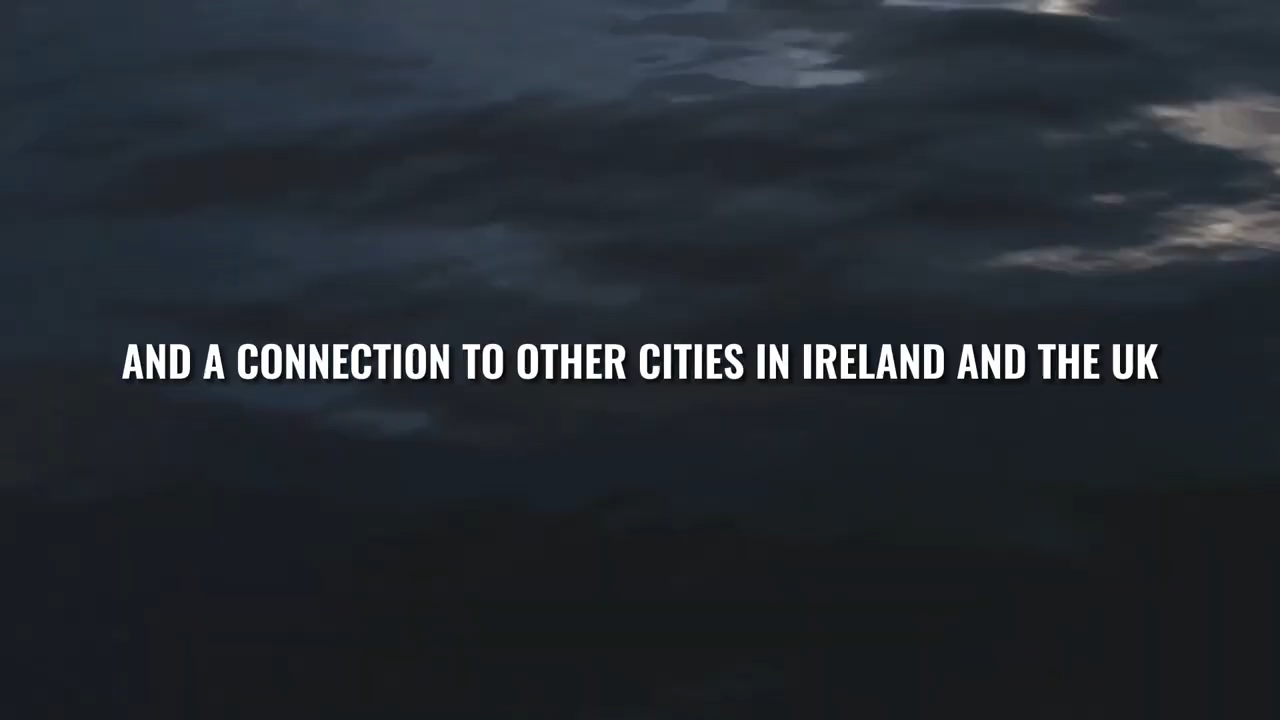 AND A CONNECTION TO OTHER CITIES IN IRELAND AND THE UK